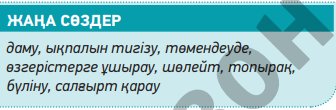 ЖАҢА СӨЗДЕР
даму, ықпалын тигізу, төмендеуде,
өзгерістерге ұшырау, шөлейт, топырақ,
бүліну, салғырт қарау